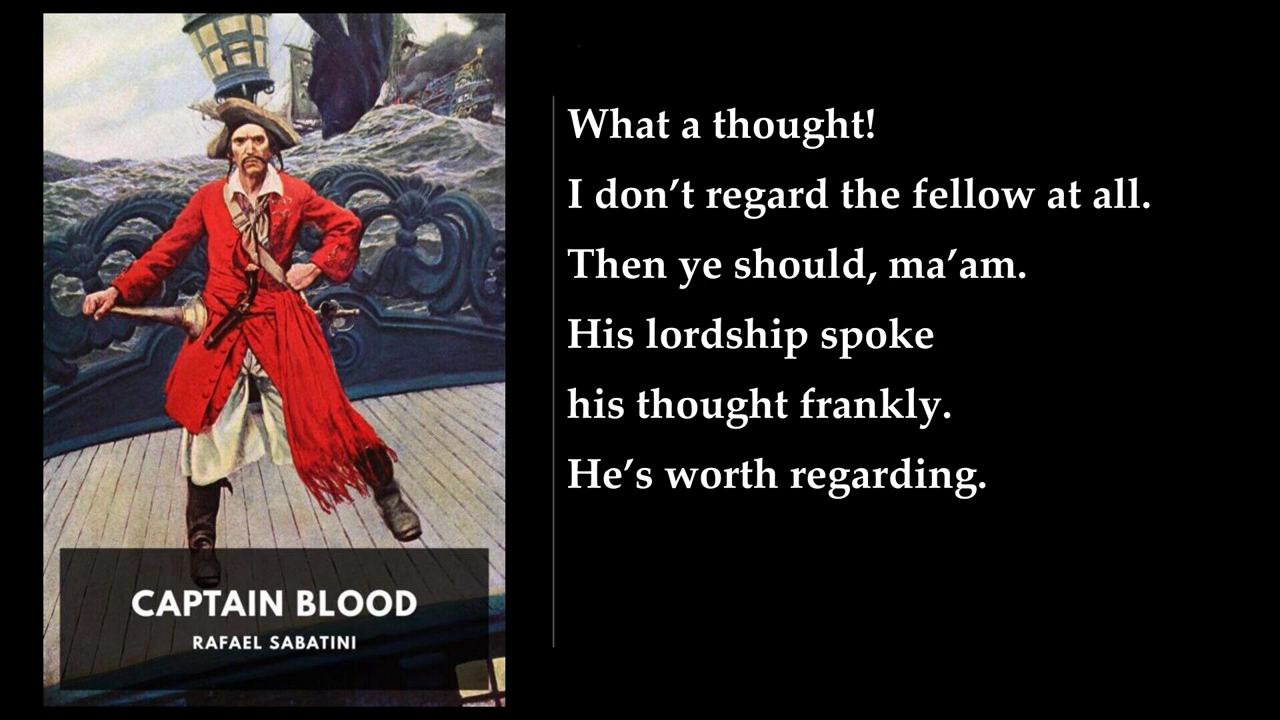 What a thought!
I don’t regard the fellow at all.
Then ye should, ma’am.
His lordship spoke
his thought frankly.
He’s worth regarding.
CAPTAIN BLOOD
RAFAEL SABATINI